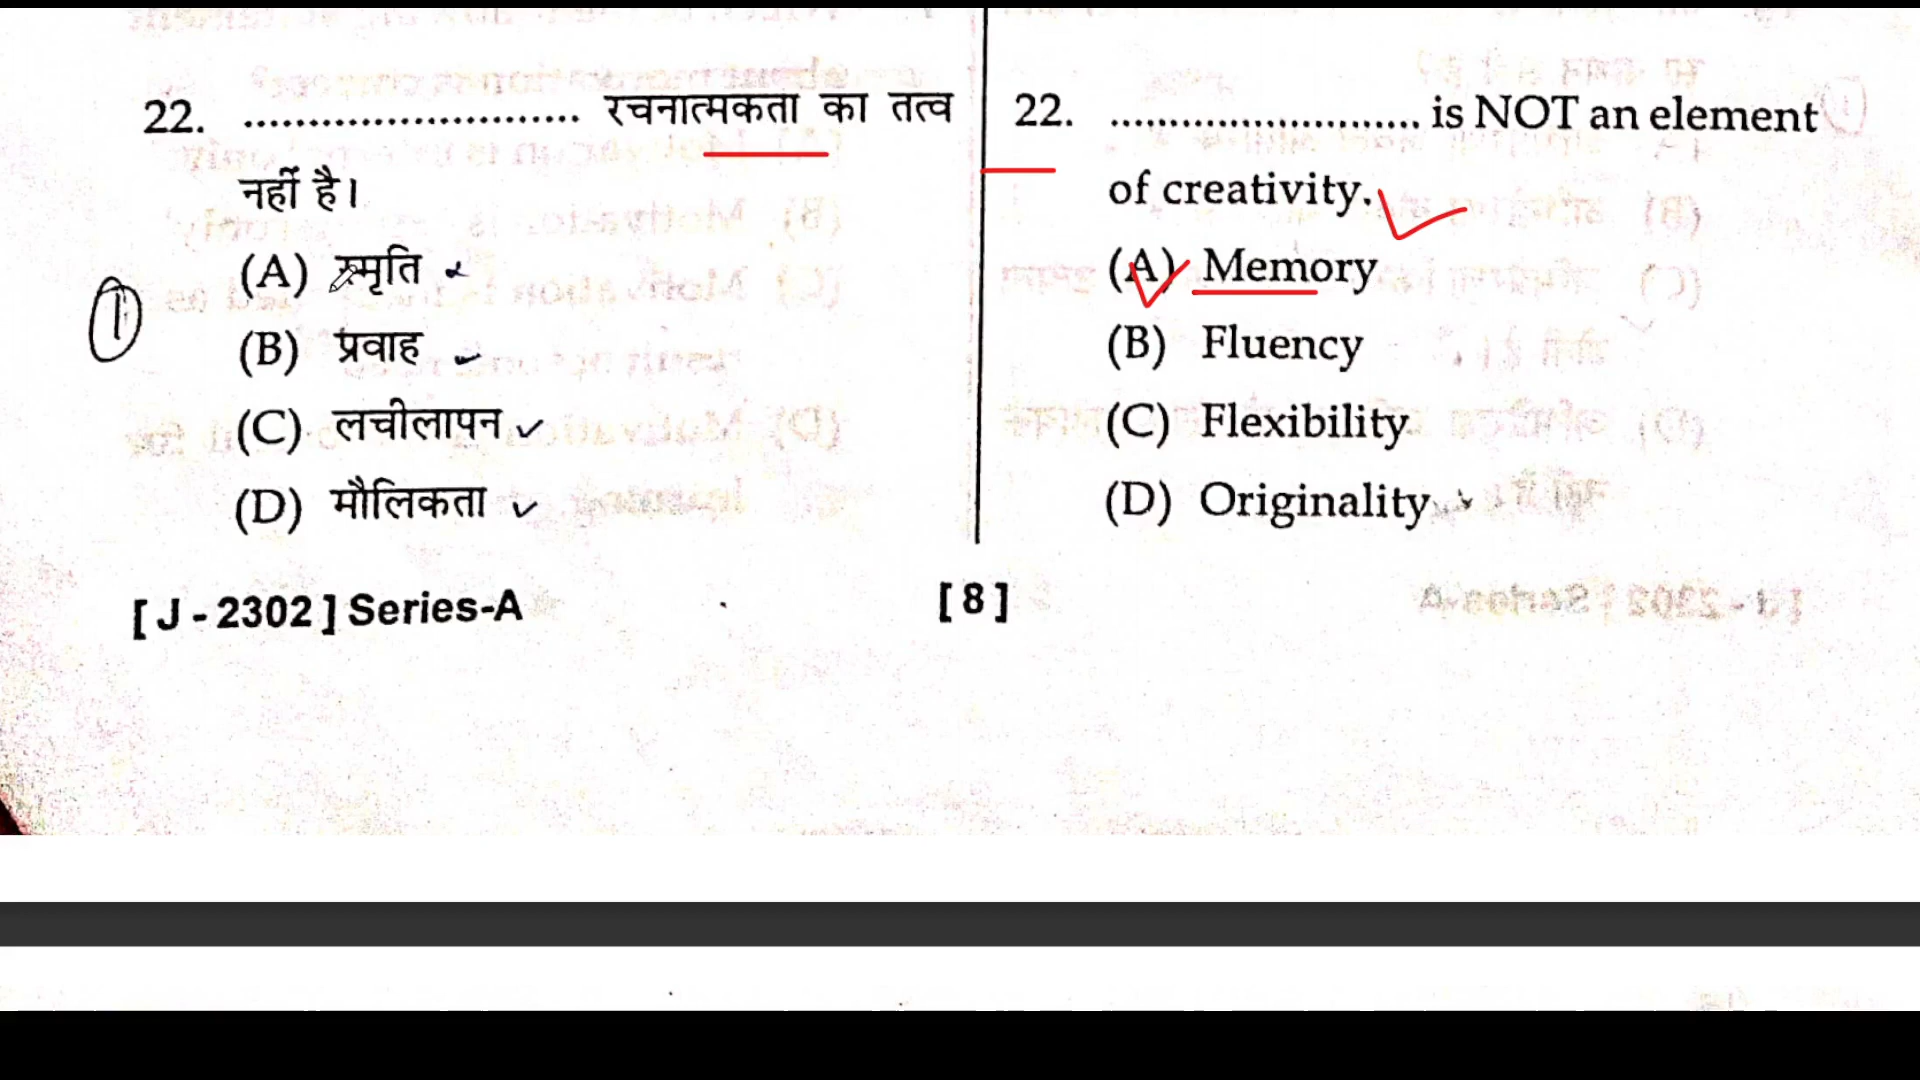 22. .......................... रचनात्मकता का तत्व
नहीं है।
(A) स्मृति
(B) प्रवाह
(C) लचीलापन
(D) मौलिकता
22. ........................ is NOT an element
of creativity.
(A) Memory
(B) Fluency
(C) Flexibility
(D) Originality
[ J - 2302 ] Series-A
[ 8 ]